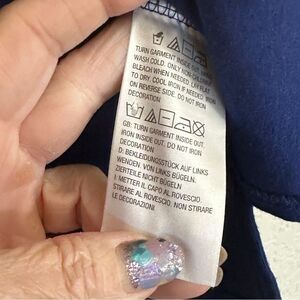 TURN GARMENT INSIDE
WASH COLD. ONLY NON-CHLORINE
BLEACH WHEN NEEDED. LAY FLAT
TO DRY. COOL IRON IF NEEDED. IRON
ON REVERSE SIDE. DO NOT IRON
DECORATION
GB: TURN GARMENT INSIDE OUT.
IRON INSIDE OUT: DO NOT IRON
DECORATION
D: BEKLEIDUNGSSTÜCK AUF LINKS
WENDEN. VON LINKS BÜGELN.
ZIERTEILE NICHT BÜGELN
I: METTER IL CAPO AL ROVESCIO.
STIRARE AL ROVESCIO. NON STIRARE
LE DECORAZIONI